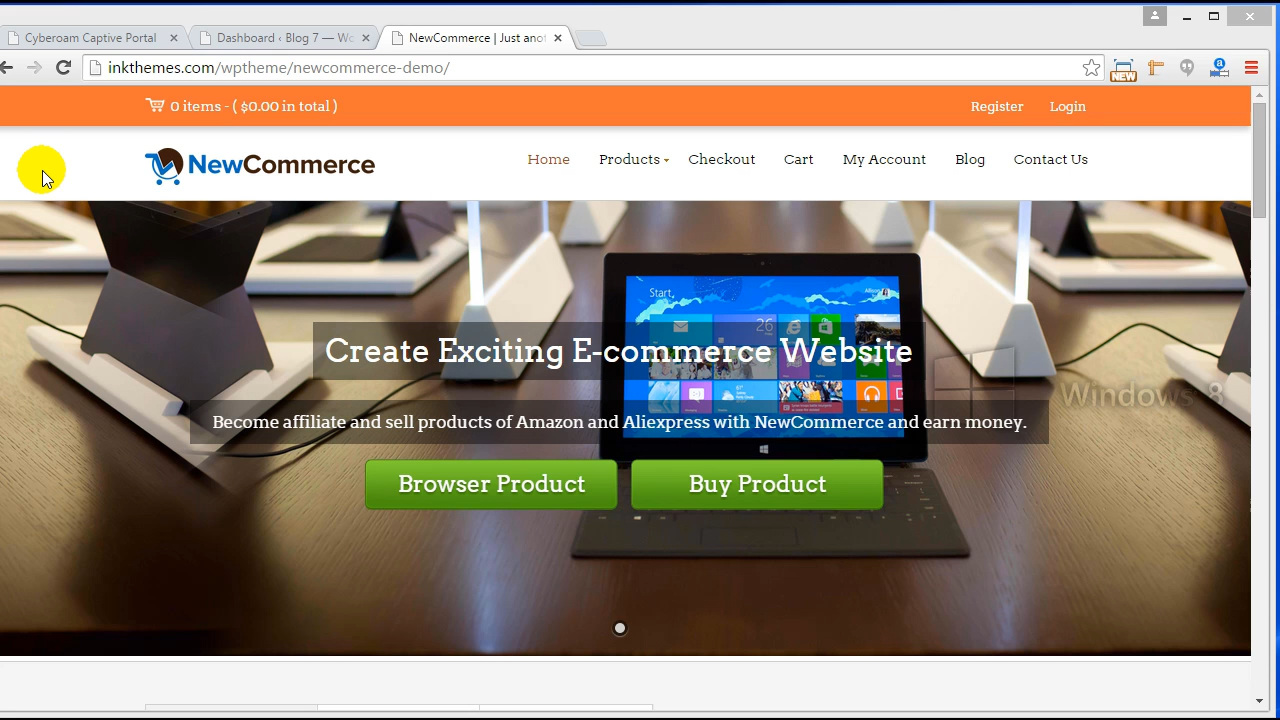 Cyberoam Captive Portal
Dashboard ‹ Blog 7 — Wo
NewCommerce | Just anot
inkthemes.com/wptheme/newcommerce-demo/
NEW
0 items - ( $0.00 in total )
Register
Login
NewCommerce
Home
Products
Checkout
Cart
My Account
Blog
Contact Us
Start
26
Windows 8
Create Exciting E-commerce Website
Become affiliate and sell products of Amazon and Aliexpress with NewCommerce and earn money.
Browser Product
Buy Product